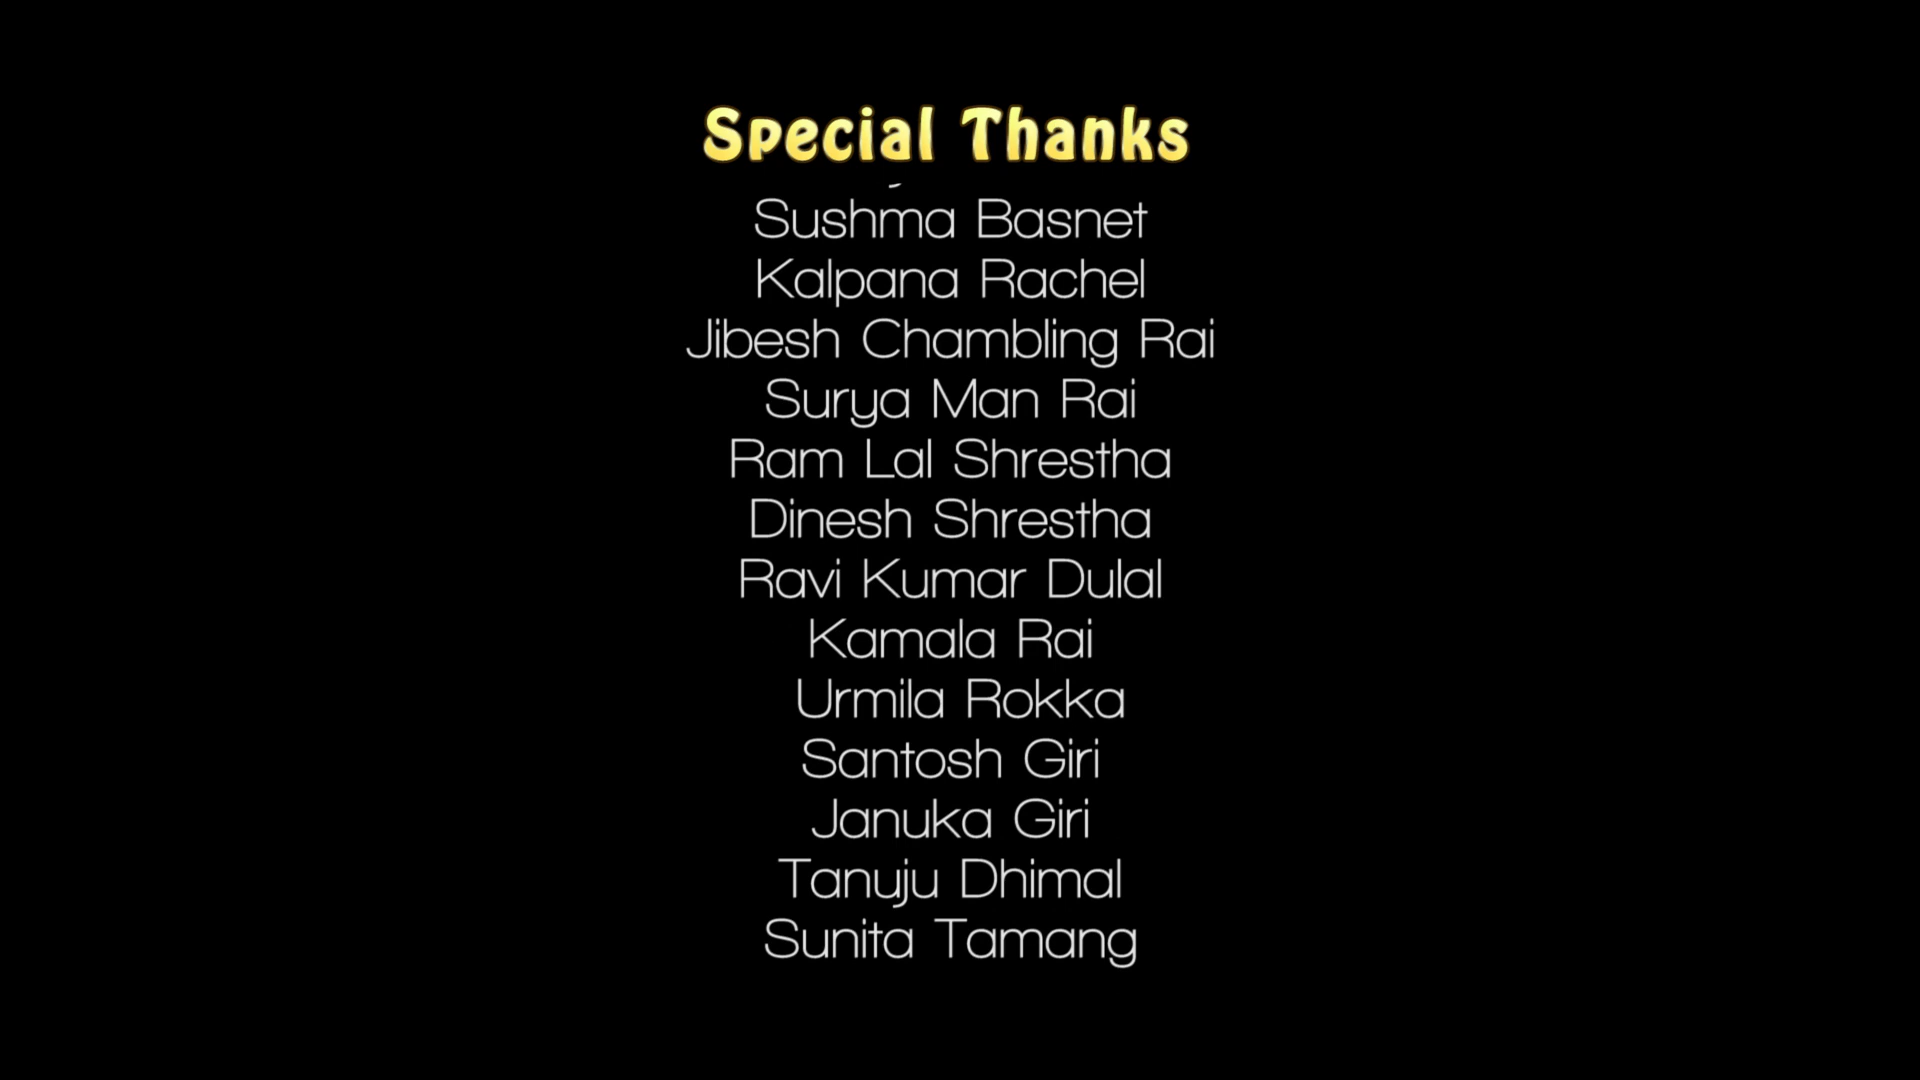 Special Thanks
Sushma Basnet
Kalpana Rachel
Jibesh Chambling Rai
Surya Man Rai
Ram Lal Shrestha
Dinesh Shrestha
Ravi Kumar Dulal
Kamala Rai
Urmila Rokka
Santosh Giri
Januka Giri
Tanuju Dhimal
Sunita Tamang